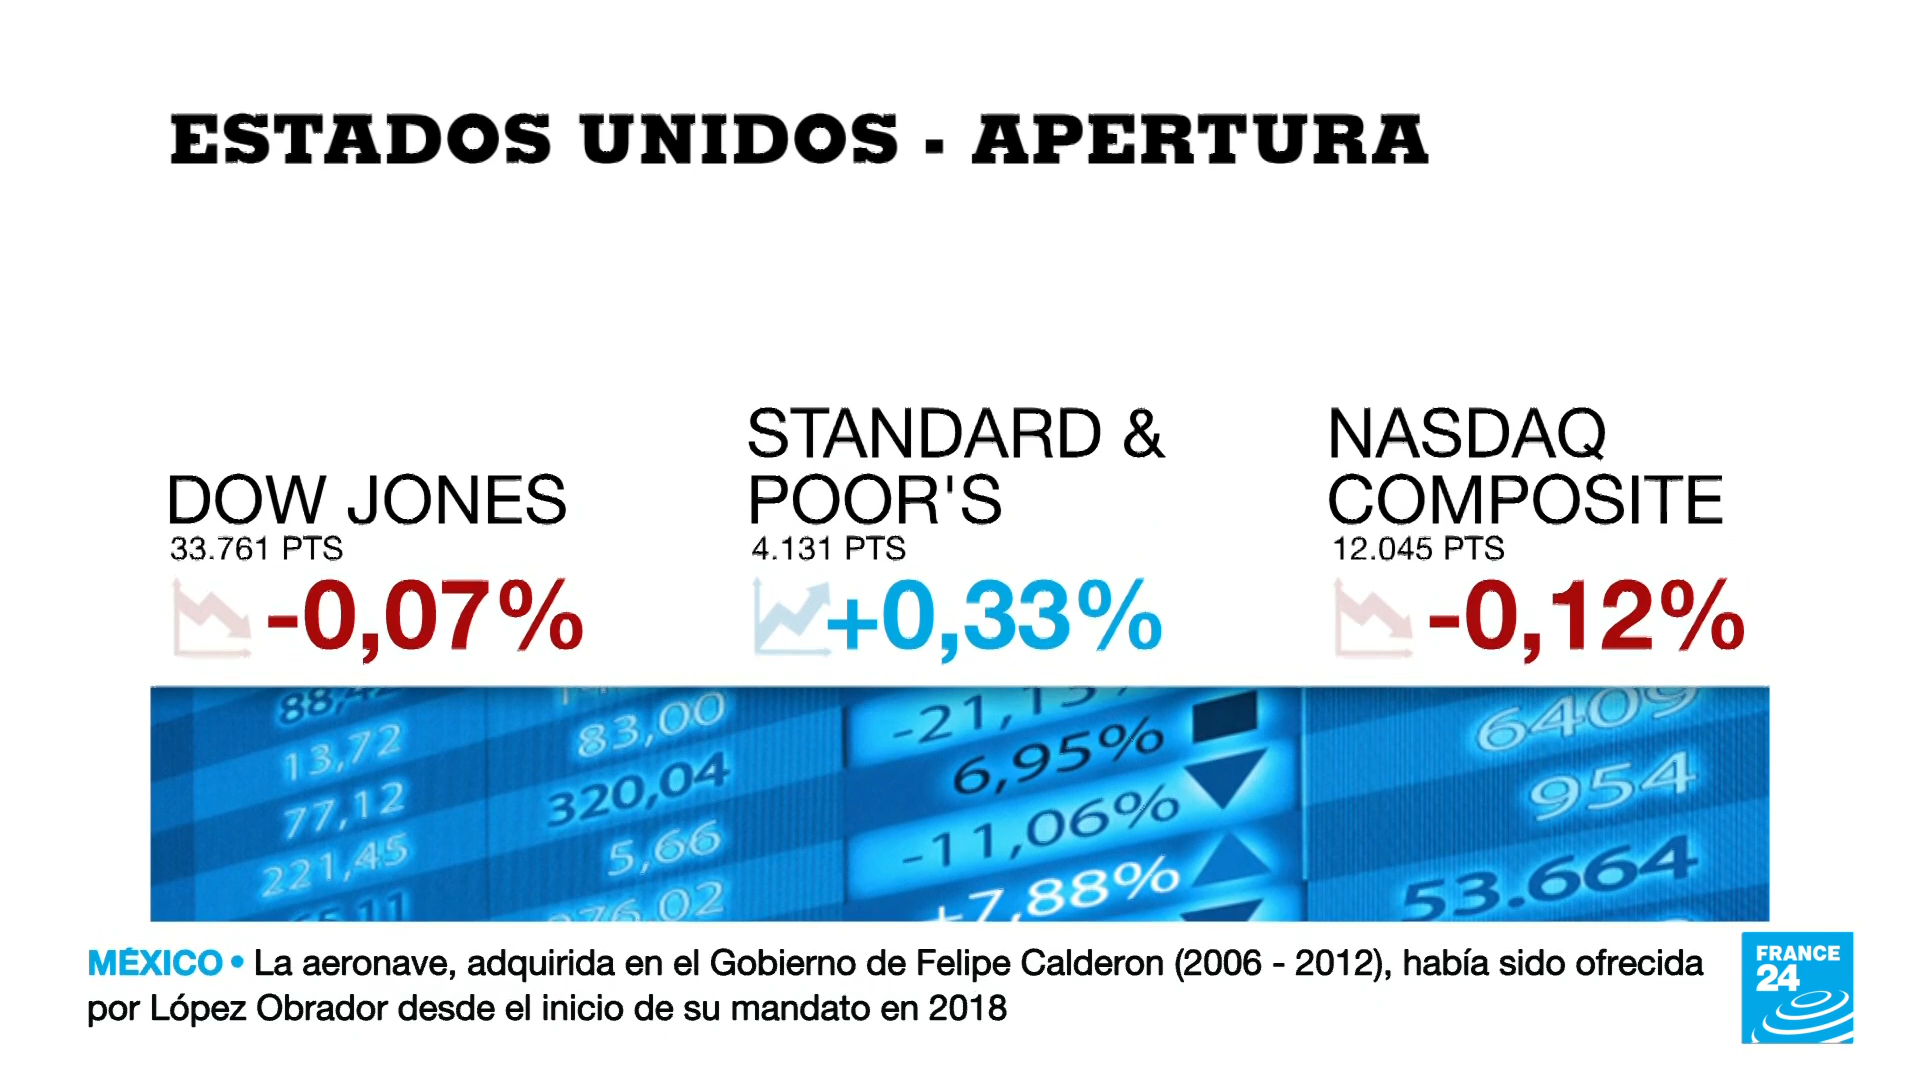 ESTADOS UNIDOS - APERTURA
DOW JONES
33.761 PTS
-0,07%
STANDARD &
POOR'S
4.131 PTS
+0,33%
NASDAQ
COMPOSITE
12.045 PTS
-0,12%
13,72
77,12
221,45
83,00
320,04
5,66
6,95%
-11,06%
+7,88%
6409
954
53.664
MÉXICO • La aeronave, adquirida en el Gobierno de Felipe Calderon (2006 - 2012), había sido ofrecida
por López Obrador desde el inicio de su mandato en 2018
FRANCE
24